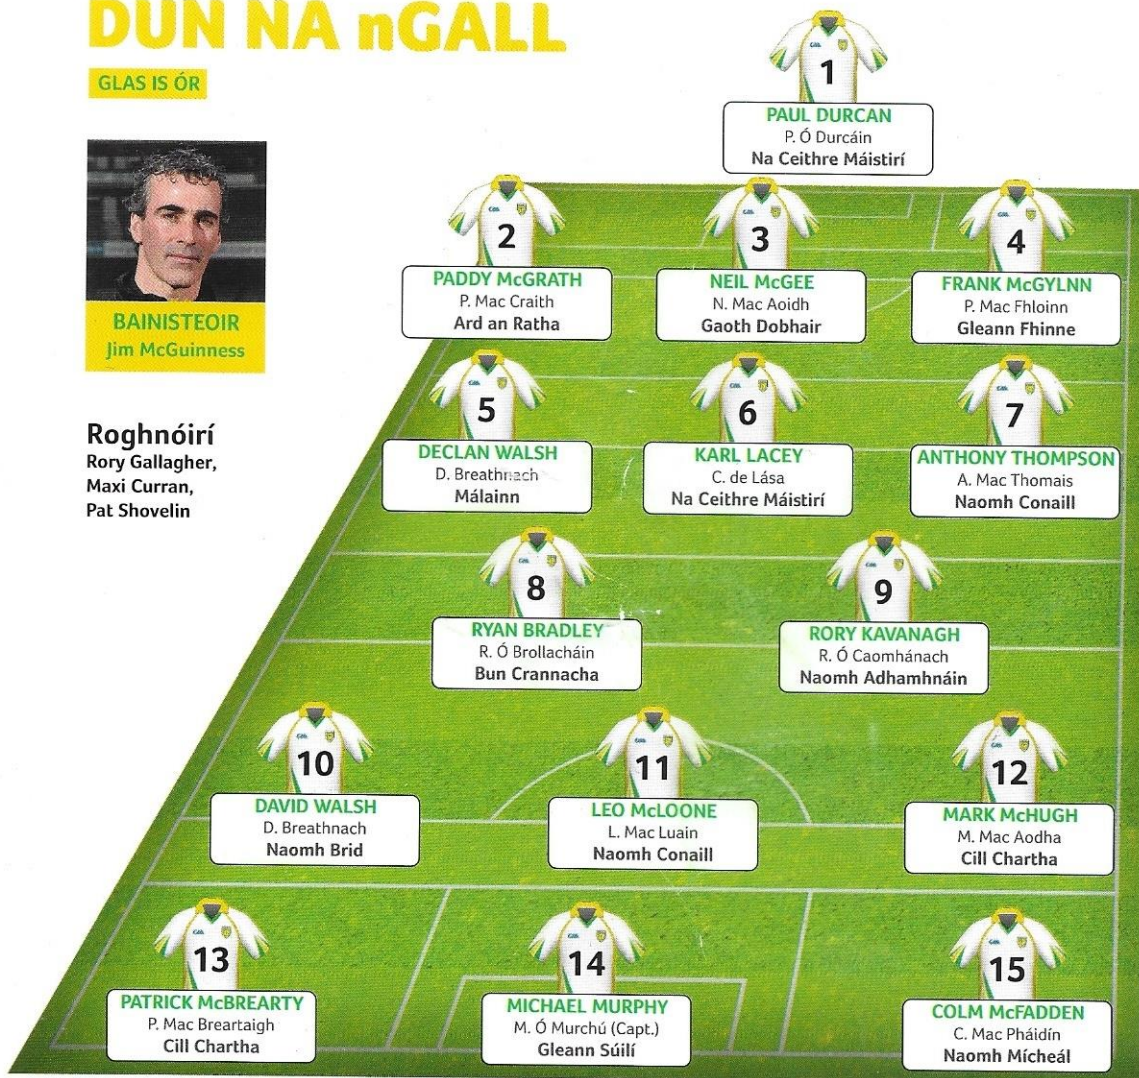 DÚN NA nGALL
GLAS IS ÓR
BAINISTEOIR
Jim McGuinness
Roghnóirí
Rory Gallagher,
Maxi Curran,
Pat Shovelin
1
PAUL DURCAN
P. Ó Durcáin
Na Ceithre Máistirí
2
PADDY McGRATH
P. Mac Craith
Ard an Ratha
3
NEIL McGEE
N. Mac Aoidh
Gaoth Dobhair
4
FRANK McGYLNN
P. Mac Fhloinn
Gleann Fhinne
5
DECLAN WALSH
D. Breathnach
Málainn
6
KARL LACEY
C. de Lása
Na Ceithre Máistirí
7
ANTHONY THOMPSON
A. Mac Thomais
Naomh Conaill
8
RYAN BRADLEY
R. Ó Brollacháin
Bun Crannacha
9
RORY KAVANAGH
R. Ó Caomhánach
Naomh Adhamhnáin
10
DAVID WALSH
D. Breathnach
Naomh Brid
11
LEO McLOONE
L. Mac Luain
Naomh Conaill
12
MARK McHUGH
M. Mac Aodha
Cill Chartha
13
PATRICK McBREARTY
P. Mac Breartaigh
Cill Chartha
14
MICHAEL MURPHY
M. Ó Murchú (Capt.)
Gleann Súilí
15
COLM McFADDEN
C. Mac Pháidín
Naomh Mícheál